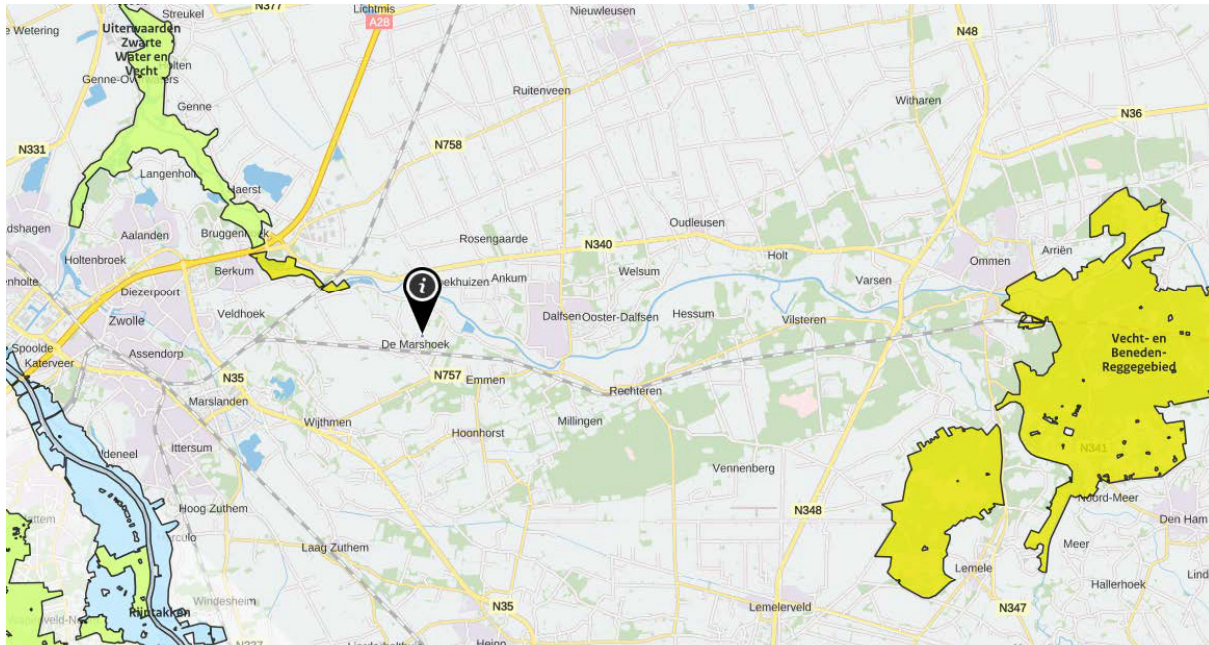 Streukel
N377
Lichtmis
A28
Nieuwleusen
N48
Uiterwaarden
Zwarte
Water en
Vecht
Genne
Ruitenveen
Witharen
N36
N331
N758
Langenholt
Haerst
Aalanden
Rosengaarde
N340
Oudleusen
Arriën
Holtenbroek
Berkum
Ankum
Welsum
Holt
Varsen
Ommen
Diezerpoort
i
Zwolle
Veldhoek
Dalfsen
Ooster-Dalfsen
Hessum
Vilsteren
De Marshoek
Vecht- en
Beneden-
Reggegebied
Spoolde
Katerveer
Assendorp
N35
N757
Emmen
Rechteren
Marslanden
Wijthmen
Millingen
Hoonhorst
Ittersum
N341
Vennenberg
Hoog Zuthem
N348
Noord-Meer
Den Ham
Laag Zuthem
Meer
Lemele
Hallerhoek
Rijntakken
Windesheim
N35
Lemelerveld
N347